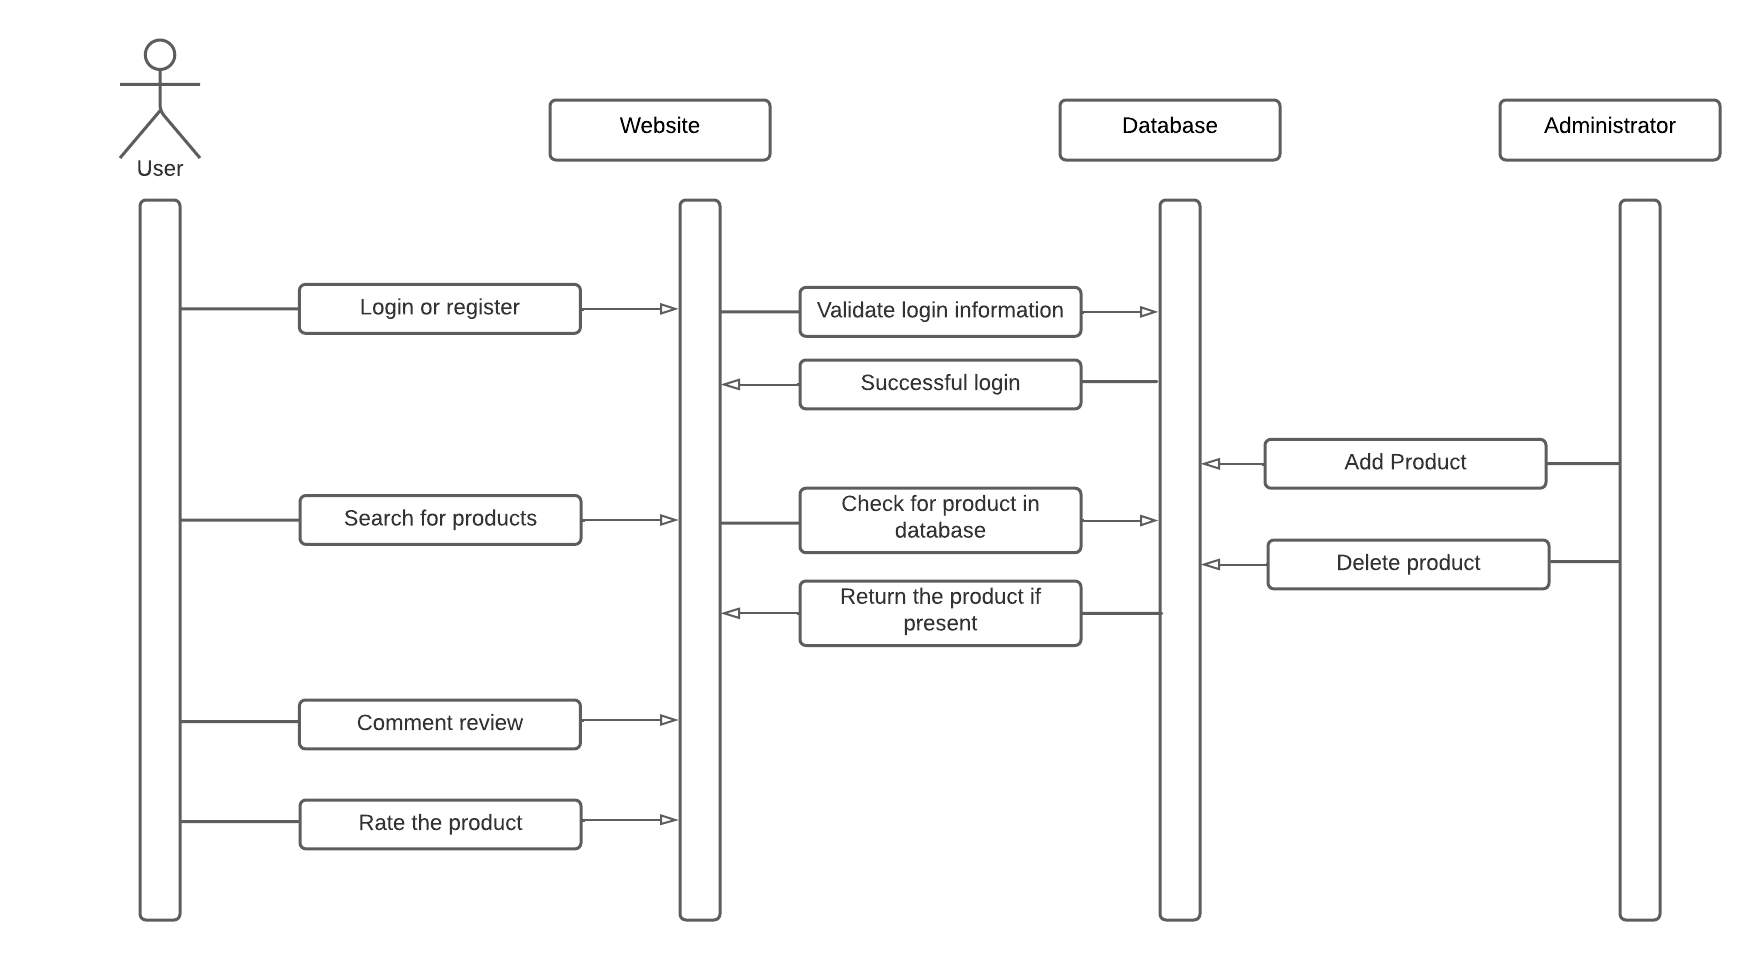 User
Website
Database
Administrator
Login or register
Validate login information
Successful login
Add Product
Search for products
Check for product in
database
Delete product
Return the product if
present
Comment review
Rate the product